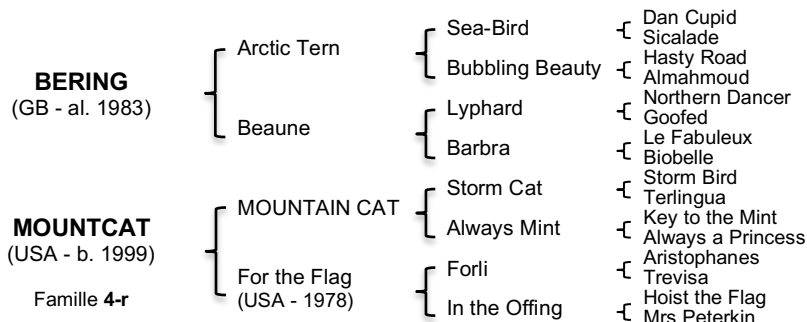 BERING
(GB - al. 1983)
Arctic Tern
Beaune
Sea-Bird
Bubbling Beauty
Lyphard
Barbra
Dan Cupid
Sicalade
Hasty Road
Almahmoud
Northern Dancer
Goofed
Le Fabuleux
Biobelle
MOUNTCAT
(USA - b. 1999)
Famille 4-r
MOUNTAIN CAT
For the Flag
(USA - 1978)
Storm Cat
Always Mint
Forli
In the Offing
Storm Bird
Terlingua
Key to the Mint
Always a Princess
Aristophanes
Trevisa
Hoist the Flag
Mrs Peterkin